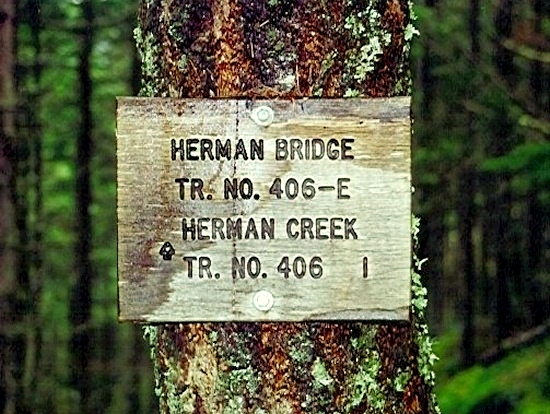 HERMAN BRIDGE
TR. NO. 406-E
HERMAN CREEK
TR. NO. 406 1